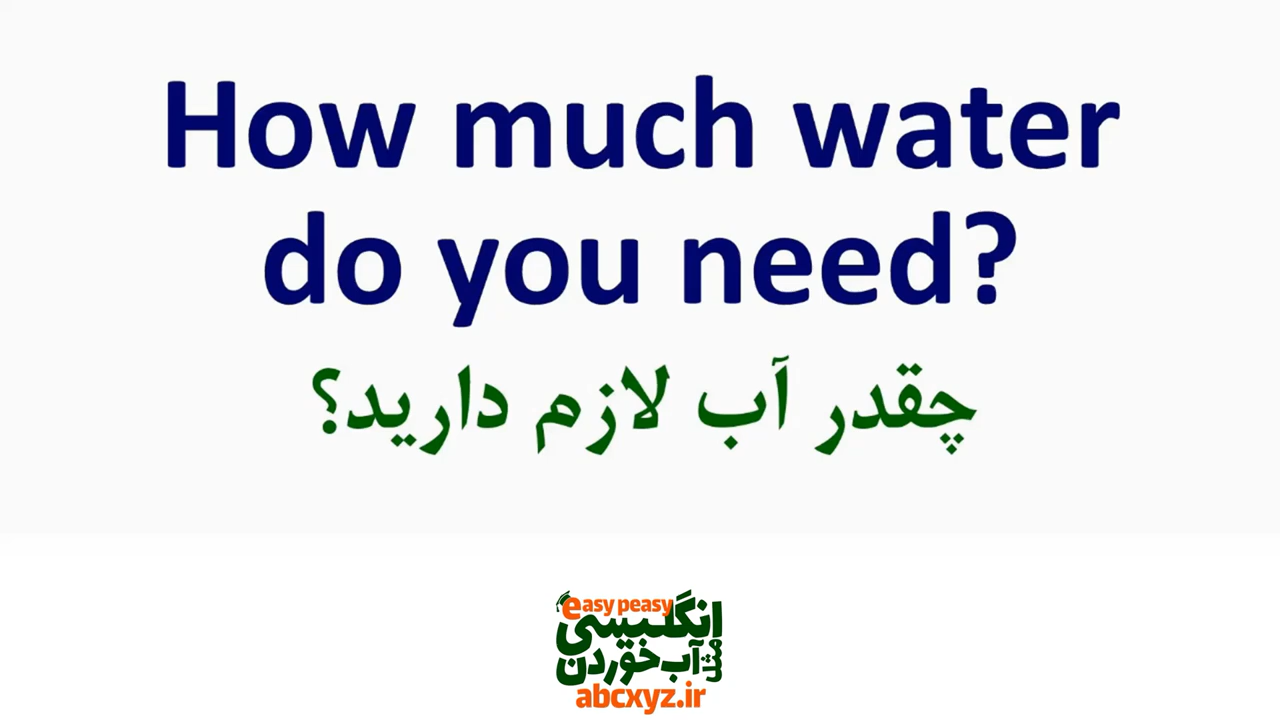 How much water
do you need?
چقدر آب لازم دارید؟
easy peasy
انگلیسی
مثل آب خوردن
abcxyz.ir